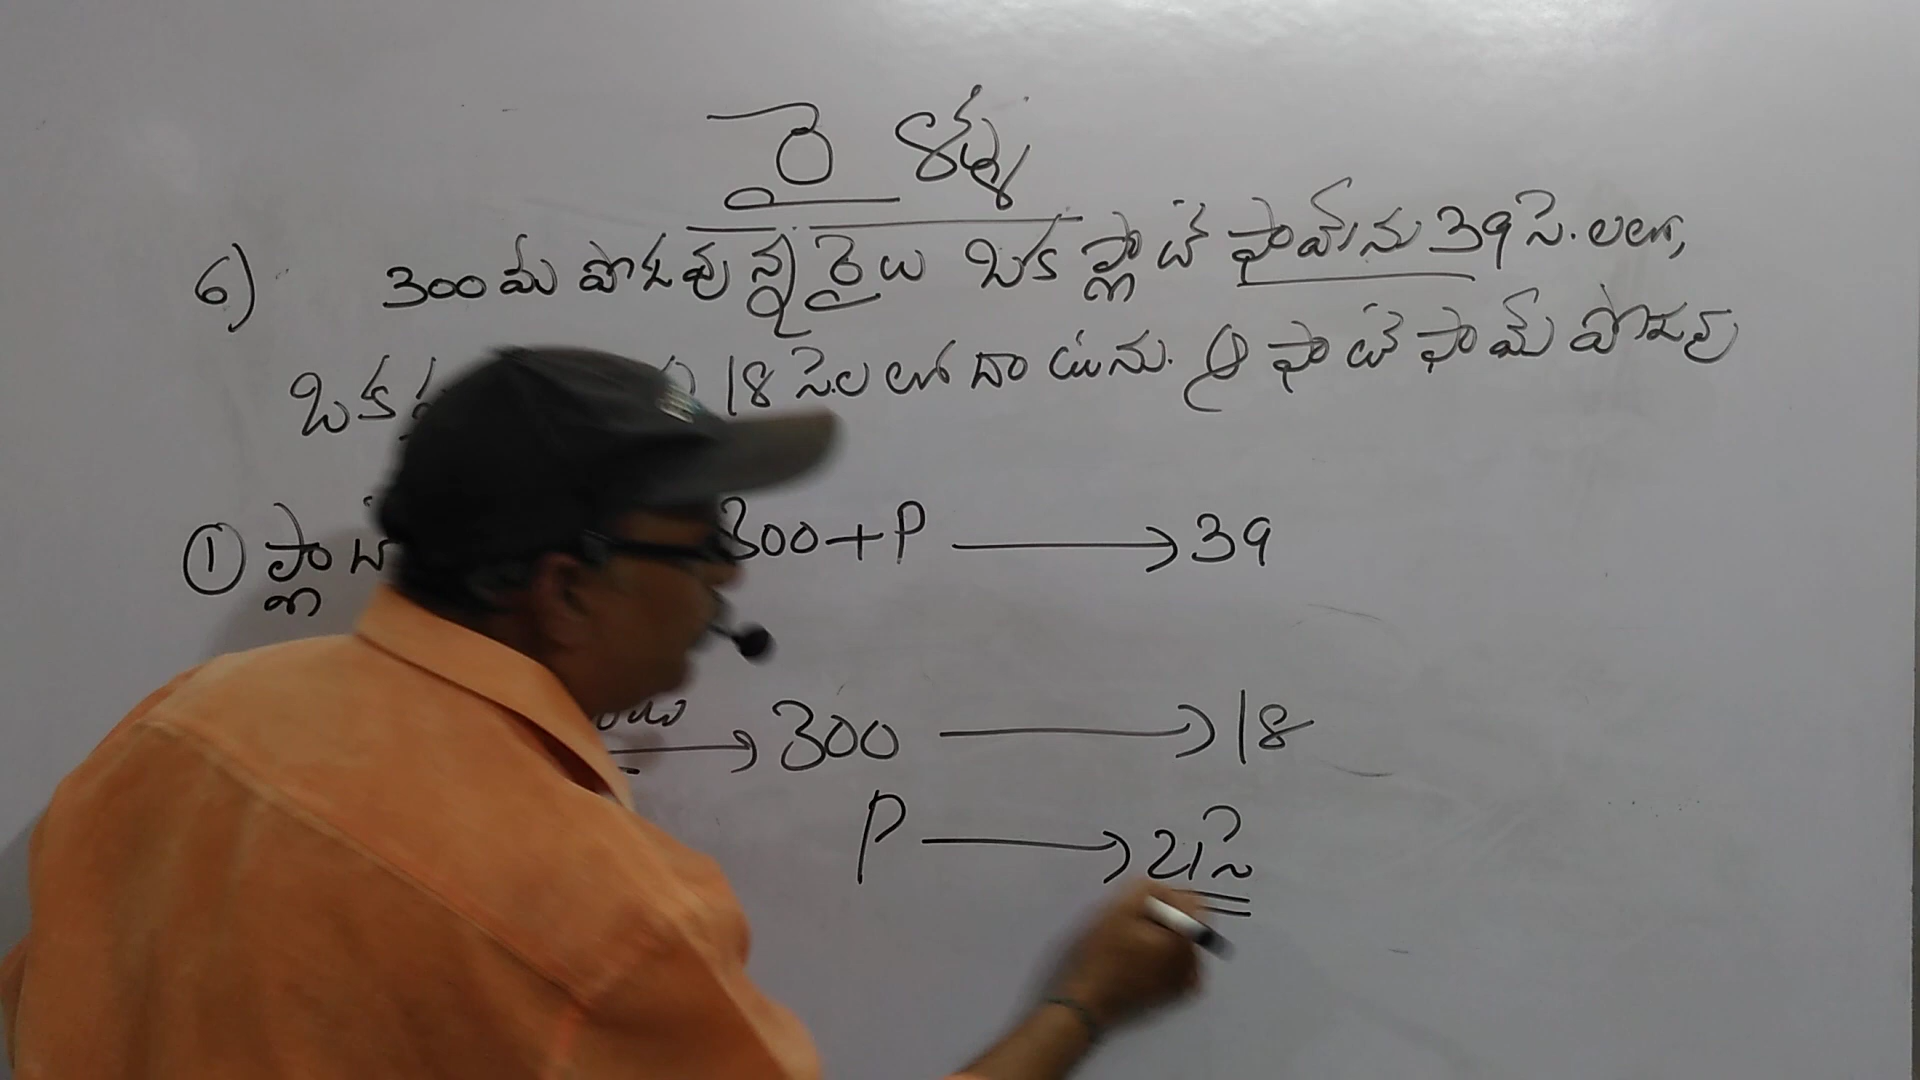 రైళ్ళు
6) 300మీ పొడవున్న రైలు ఒక ప్లాట్ ఫామ్‌ను 39సె.లలో,
ఒక 18 సె.లలో దాటును. ఆ ఫ్లాట్ ఫామ్ పొడవు
① ప్లాట్ 300+P → 39
→ 300 → 18
P → 21సె